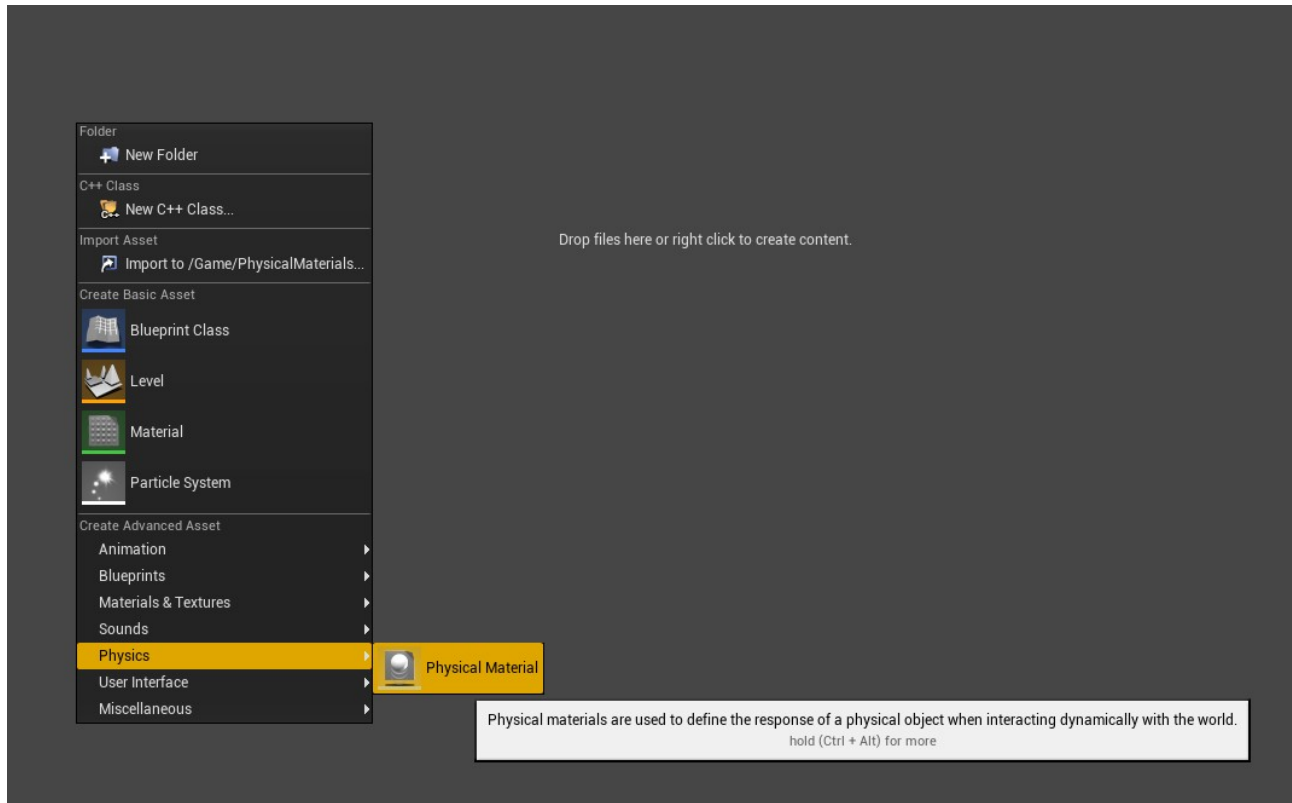 Folder
New Folder
C++ Class
C++
New C++ Class...
Import Asset
Import to /Game/PhysicalMaterials...
Drop files here or right click to create content.
Create Basic Asset
Blueprint Class
Level
Material
Particle System
Create Advanced Asset
Animation
Blueprints
Materials & Textures
Sounds
Physics
Physical Material
User Interface
Miscellaneous
Physical materials are used to define the response of a physical object when interacting dynamically with the world.
hold (Ctrl + Alt) for more